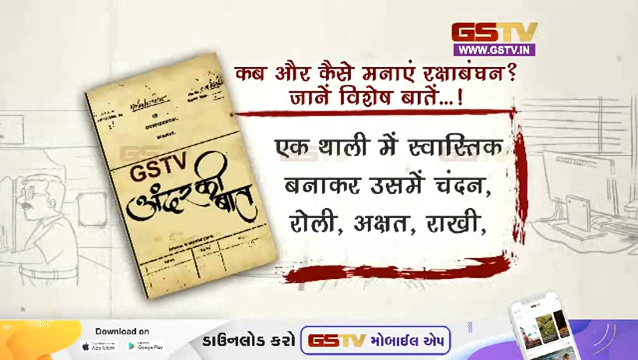 GSTV
WWW.GSTV.IN
कब और कैसे मनाएं रक्षाबंधन?
जानें विशेष बातें...!
GSTV
अंदर की बात
एक थाली में स्वास्तिक
बनाकर उसमें चंदन,
रोली, अक्षत, राखी,
Download on
App Store
Google Play
ડાઉનલોડ કરો GSTV મોબાઈલ એપ